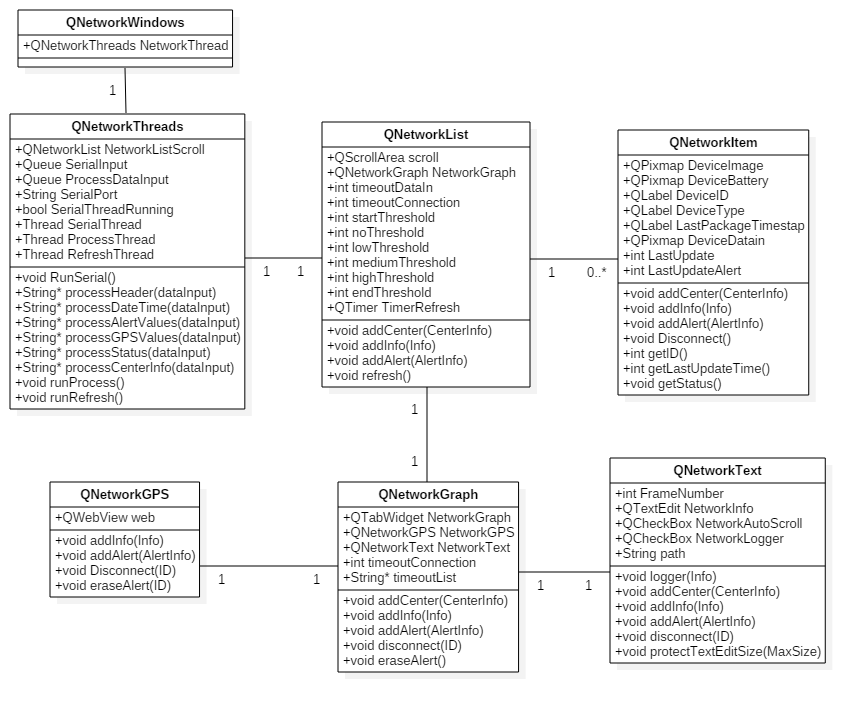 QNetworkWindows
+QNetworkThreads NetworkThread
1
QNetworkThreads
+QNetworkList NetworkListScroll
+Queue SerialInput
+Queue ProcessDataInput
+String SerialPort
+bool SerialThreadRunning
+Thread SerialThread
+Thread ProcessThread
+Thread RefreshThread
+void RunSerial()
+String* processHeader(dataInput)
+String* processDateTime(dataInput)
+String* processAlertValues(dataInput)
+String* processGPSValues(dataInput)
+String* processStatus(dataInput)
+String* processCenterInfo(dataInput)
+void runProcess()
+void runRefresh()
1
1
QNetworkList
+QScrollArea scroll
+QNetworkGraph NetworkGraph
+int timeoutDataIn
+int timeoutConnection
+int startThreshold
+int noThreshold
+int lowThreshold
+int mediumThreshold
+int highThreshold
+int endThreshold
+QTimer TimerRefresh
+void addCenter(CenterInfo)
+void addInfo(Info)
+void addAlert(AlertInfo)
+void refresh()
1
0..*
QNetworkItem
+QPixmap DeviceImage
+QPixmap DeviceBattery
+QLabel DeviceID
+QLabel DeviceType
+QLabel LastPackageTimestap
+QPixmap DeviceDatain
+int LastUpdate
+int LastUpdateAlert
+void addCenter(CenterInfo)
+void addInfo(Info)
+void addAlert(AlertInfo)
+void Disconnect()
+int getID()
+int getLastUpdateTime()
+void getStatus()
1
1
QNetworkGPS
+QWebView web
+void addInfo(Info)
+void addAlert(AlertInfo)
+void Disconnect(ID)
+void eraseAlert(ID)
1
1
QNetworkGraph
+QTabWidget NetworkGraph
+QNetworkGPS NetworkGPS
+QNetworkText NetworkText
+int timeoutConnection
+String* timeoutList
+void addCenter(CenterInfo)
+void addInfo(Info)
+void addAlert(AlertInfo)
+void disconnect(ID)
+void eraseAlert()
1
1
QNetworkText
+int FrameNumber
+QTextEdit NetworkInfo
+QCheckBox NetworkAutoScroll
+QCheckBox NetworkLogger
+String path
+void logger(Info)
+void addCenter(CenterInfo)
+void addInfo(Info)
+void addAlert(AlertInfo)
+void disconnect(ID)
+void protectTextEditSize(MaxSize)